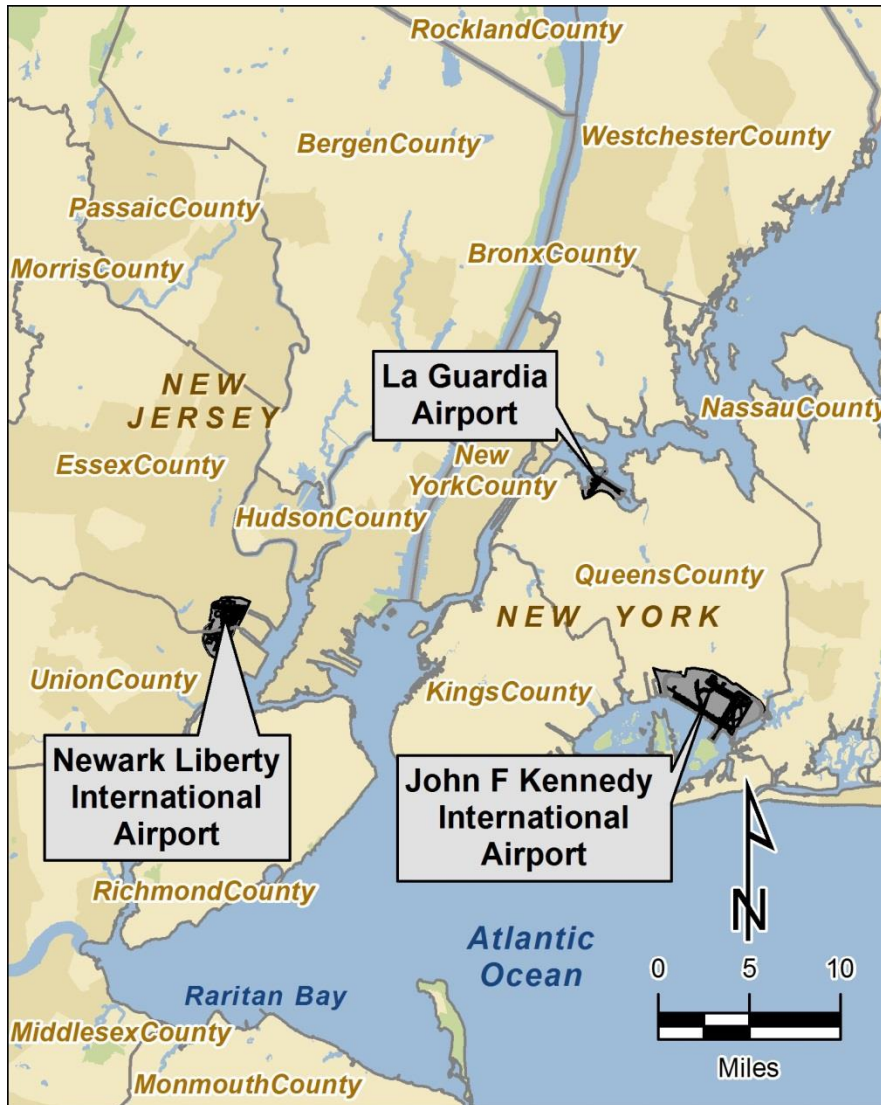 RocklandCounty
BergenCounty
WestchesterCounty
PassaicCounty
BronxCounty
MorrisCounty
La Guardia
Airport
NEW
JERSEY
NassauCounty
EssexCounty
New
YorkCounty
HudsonCounty
QueensCounty
NEW YORK
UnionCounty
KingsCounty
Newark Liberty
International
Airport
John F Kennedy
International
Airport
RichmondCounty
N
Atlantic
Ocean
0 5 10
Miles
Raritan Bay
MiddlesexCounty
MonmouthCounty